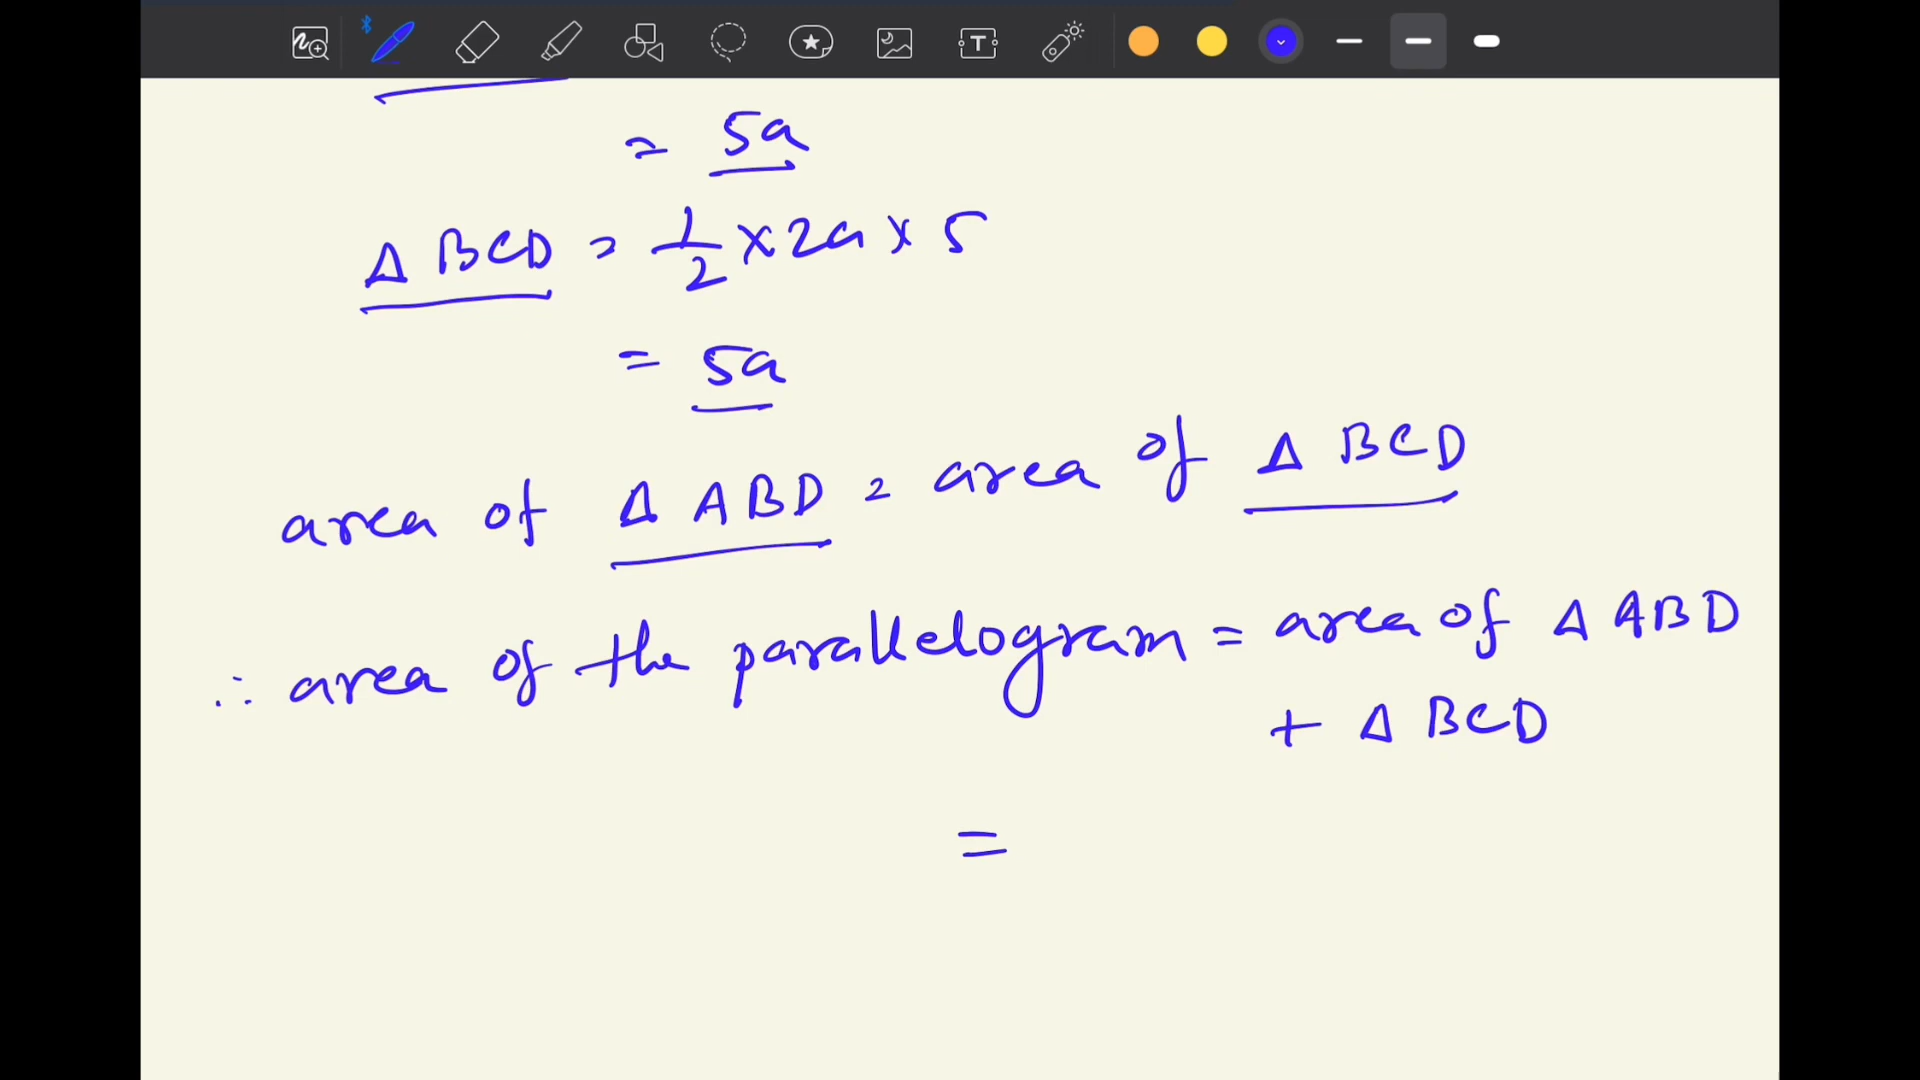 = 5a
Δ BCD = 1/2 × 2a × 5
= 5a
area of Δ ABD = area of Δ BCD
∴ area of the parallelogram = area of Δ ABD
+ Δ BCD
=